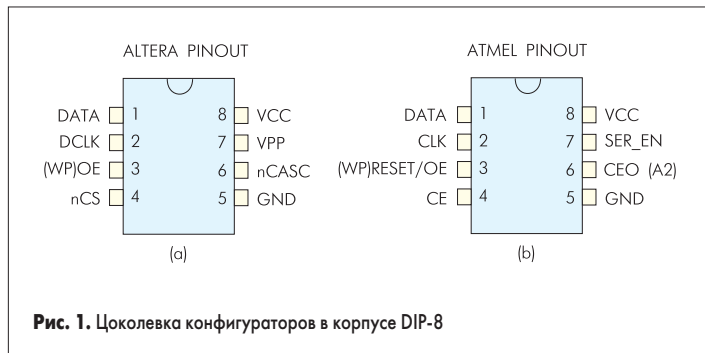 ALTERA PINOUT
DATA 1 8 VCC
DCLK 2 7 VPP
(WP)OE 3 6 nCASC
nCS 4 5 GND
(a)
ATMEL PINOUT
DATA 1 8 VCC
CLK 2 7 SER_EN
(WP)RESET/OE 3 6 CEO (A2)
CE 4 5 GND
(b)
Рис. 1. Цоколевка конфигураторов в корпусе DIP-8